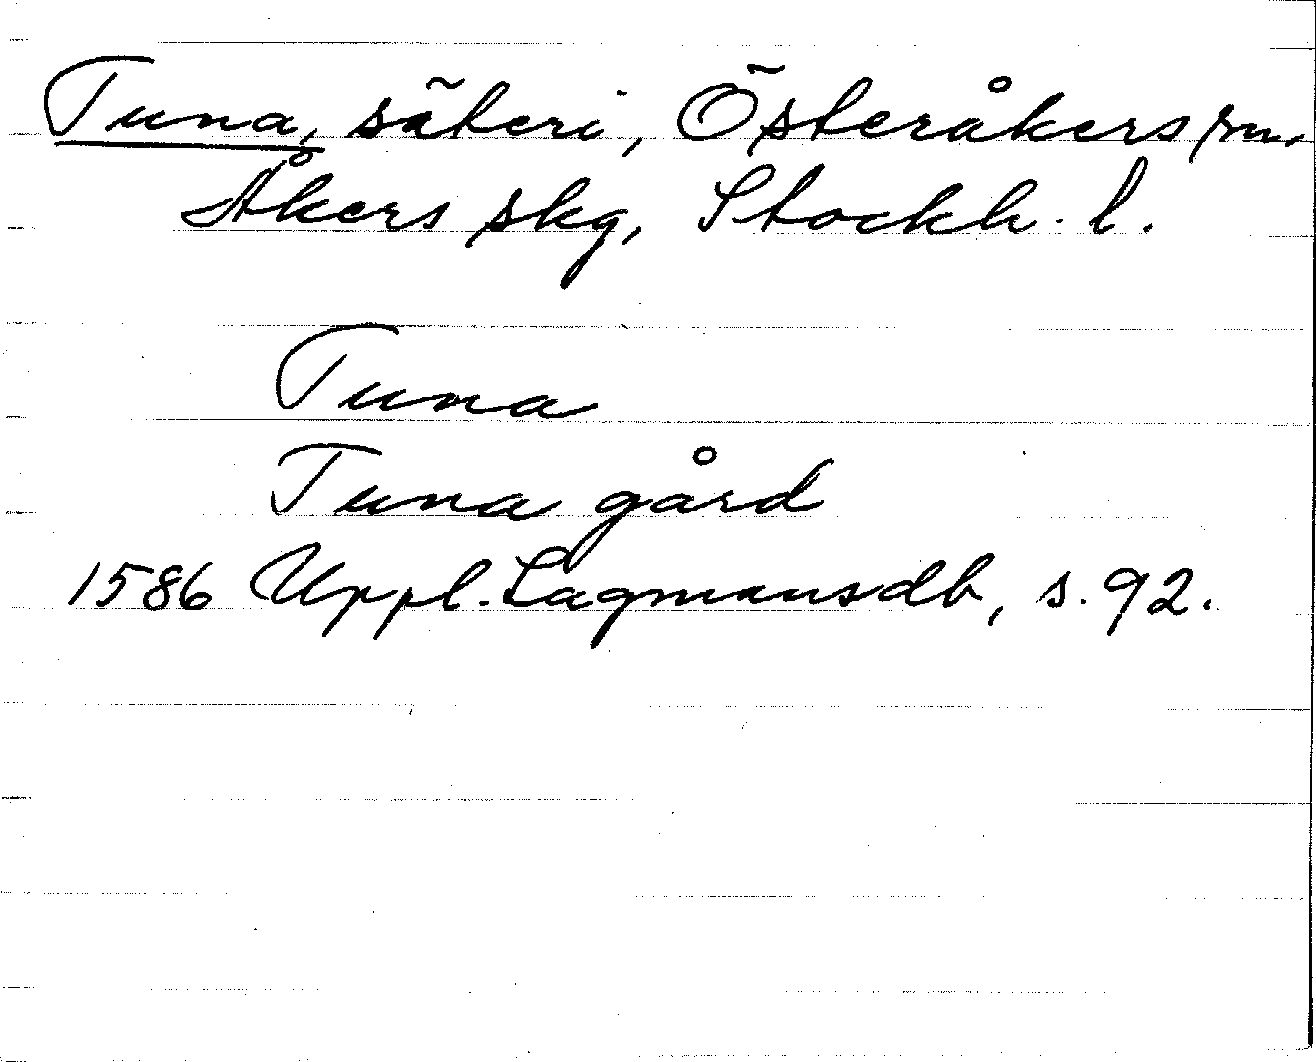 Tuna, säteri, Österåkers sn,
Åkers skg, Stockh. l.
Tuna
Tuna gård
1586 Uppl. Lagmansdb, s. 92.